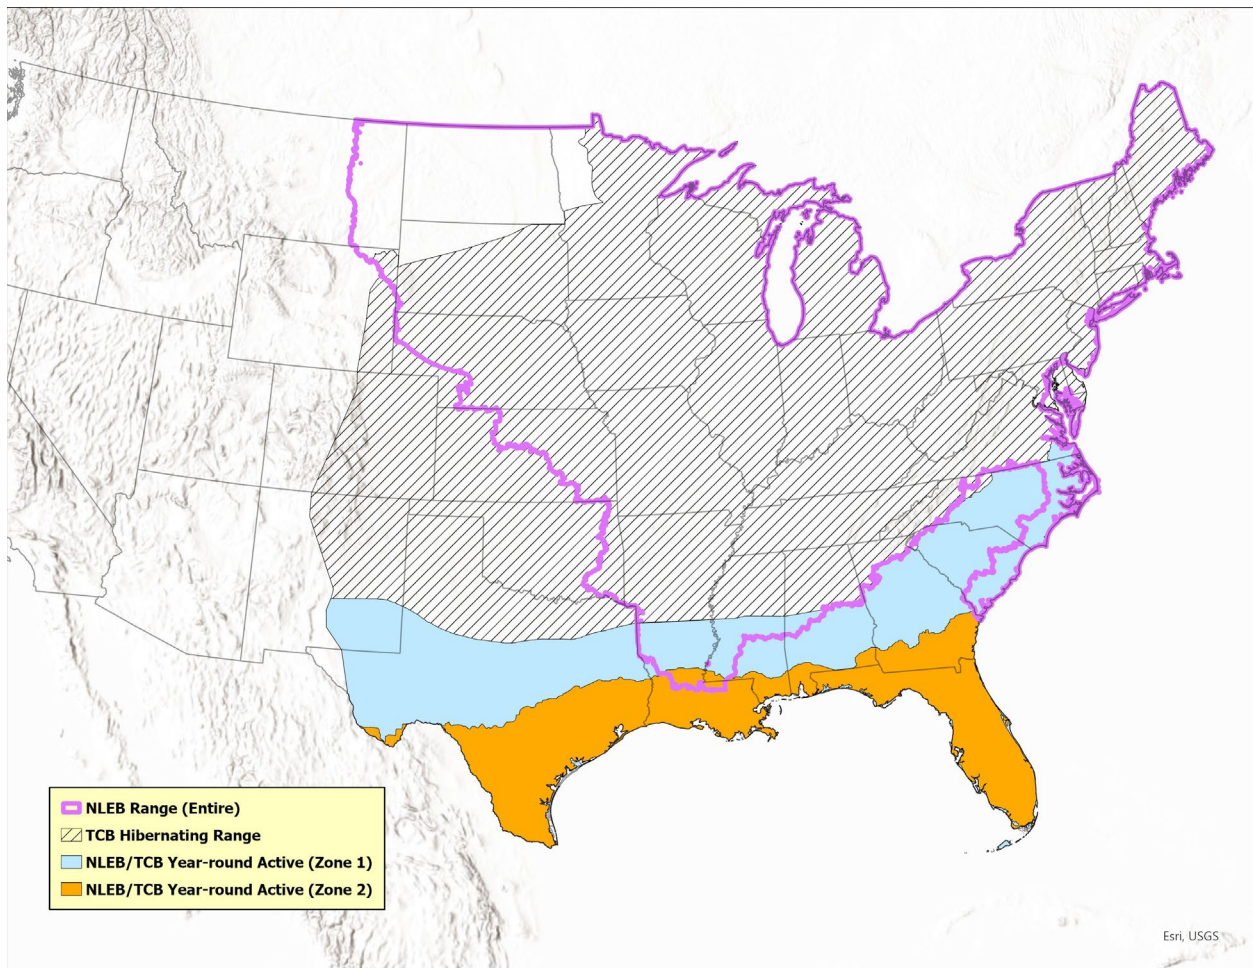 NLEB Range (Entire)
TCB Hibernating Range
NLEB/TCB Year-round Active (Zone 1)
NLEB/TCB Year-round Active (Zone 2)
Esri, USGS